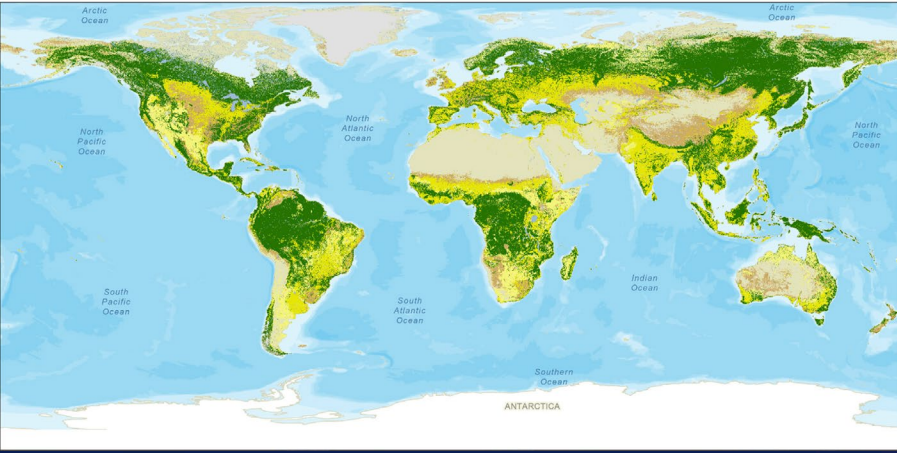 Arctic
Ocean
Arctic
Ocean
North
Pacific
Ocean
North
Atlantic
Ocean
North
Pacific
Ocean
South
Pacific
Ocean
South
Atlantic
Ocean
Indian
Ocean
Southern
Ocean
ANTARCTICA